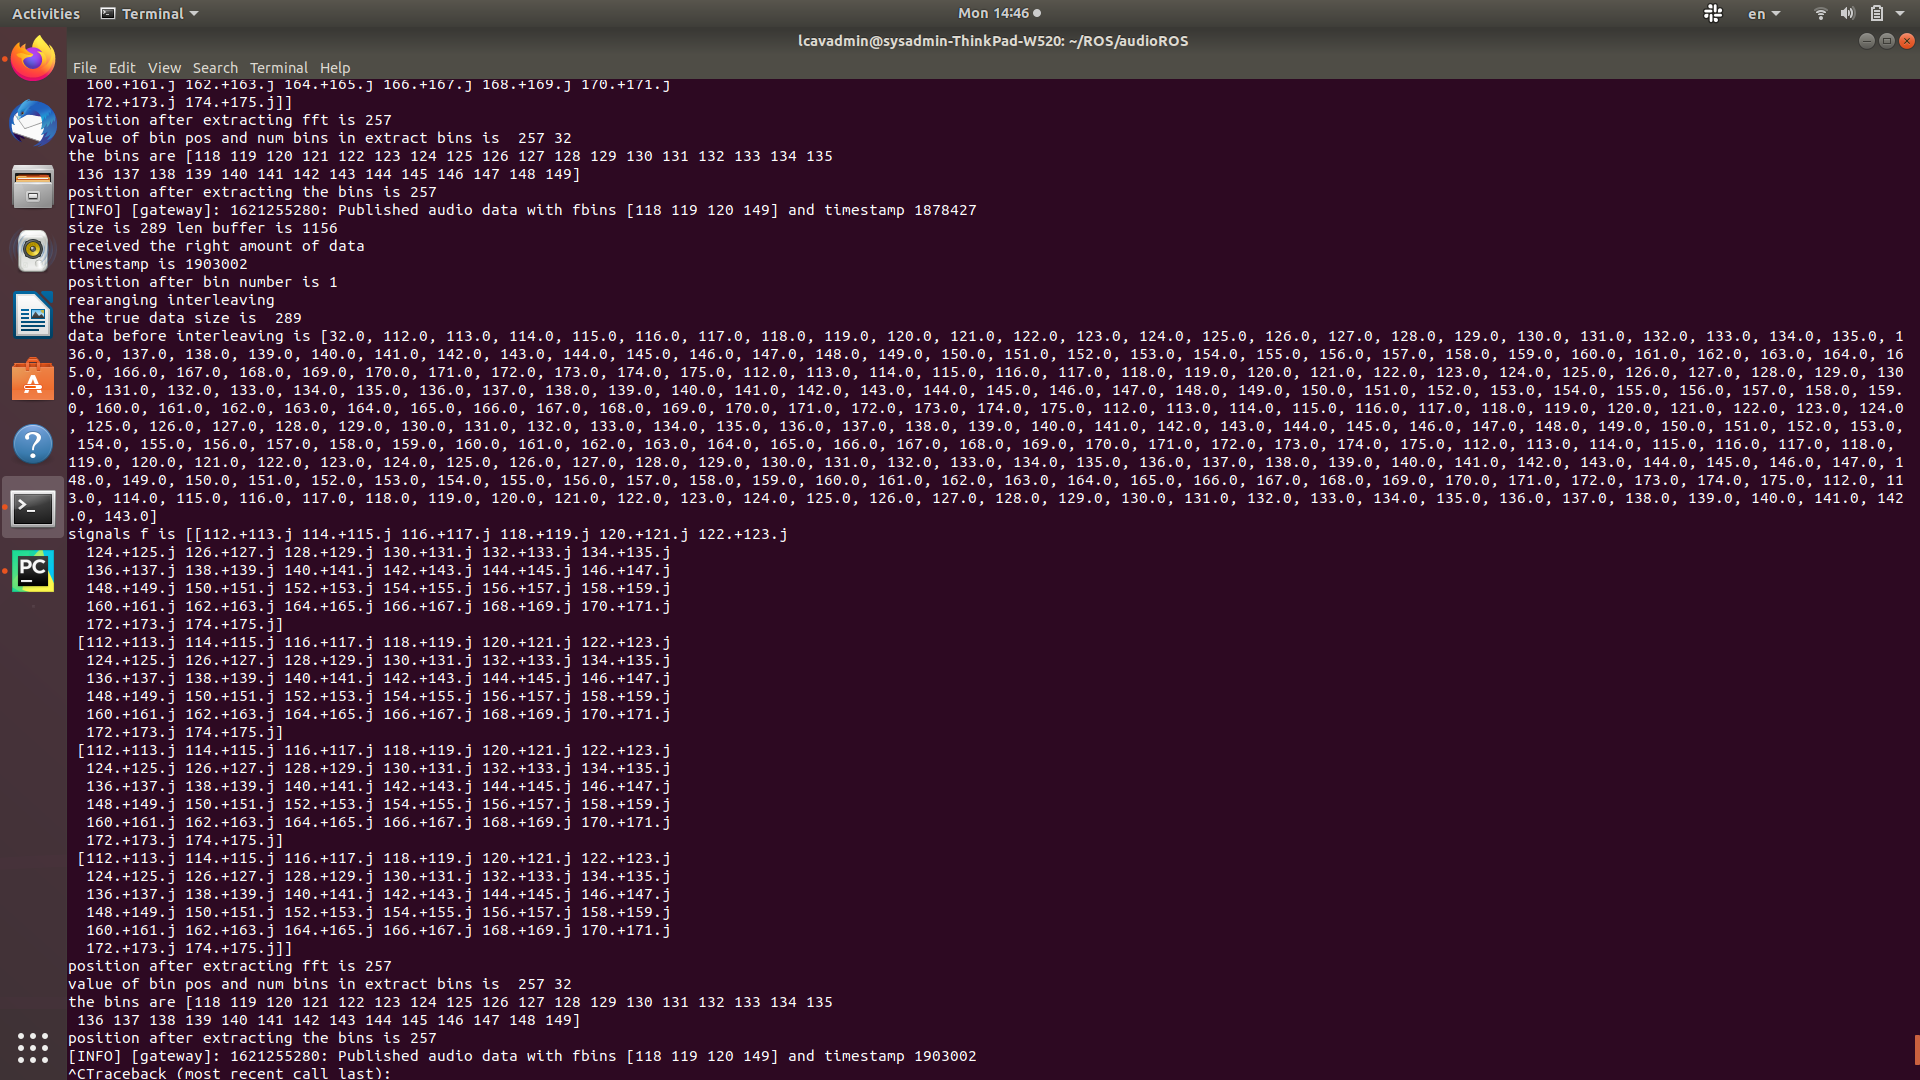 Activities Terminal Mon 14:46 en
lcavadmin@sysadmin-ThinkPad-W520: ~/ROS/audioROS
File Edit View Search Terminal Help
160.+161.j 162.+163.j 164.+165.j 166.+167.j 168.+169.j 170.+171.j
172.+173.j 174.+175.j]]
position after extracting fft is 257
value of bin pos and num bins in extract bins is  257 32
the bins are [118 119 120 121 122 123 124 125 126 127 128 129 130 131 132 133 134 135
136 137 138 139 140 141 142 143 144 145 146 147 148 149]
position after extracting the bins is 257
[INFO] [gateway]: 1621255280: Published audio data with fbins [118 119 120 149] and timestamp 1878427
size is 289 len buffer is 1156
received the right amount of data
timestamp is 1903002
position after bin number is 1
rearanging interleaving
the true data size is  289
data before interleaving is [32.0, 112.0, 113.0, 114.0, 115.0, 116.0, 117.0, 118.0, 119.0, 120.0, 121.0, 122.0, 123.0, 124.0, 125.0, 126.0, 127.0, 128.0, 129.0, 130.0, 131.0, 132.0, 133.0, 134.0, 135.0, 1
36.0, 137.0, 138.0, 139.0, 140.0, 141.0, 142.0, 143.0, 144.0, 145.0, 146.0, 147.0, 148.0, 149.0, 150.0, 151.0, 152.0, 153.0, 154.0, 155.0, 156.0, 157.0, 158.0, 159.0, 160.0, 161.0, 162.0, 163.0, 164.0, 16
5.0, 166.0, 167.0, 168.0, 169.0, 170.0, 171.0, 172.0, 173.0, 174.0, 175.0, 112.0, 113.0, 114.0, 115.0, 116.0, 117.0, 118.0, 119.0, 120.0, 121.0, 122.0, 123.0, 124.0, 125.0, 126.0, 127.0, 128.0, 129.0, 130
.0, 131.0, 132.0, 133.0, 134.0, 135.0, 136.0, 137.0, 138.0, 139.0, 140.0, 141.0, 142.0, 143.0, 144.0, 145.0, 146.0, 147.0, 148.0, 149.0, 150.0, 151.0, 152.0, 153.0, 154.0, 155.0, 156.0, 157.0, 158.0, 159.
0, 160.0, 161.0, 162.0, 163.0, 164.0, 165.0, 166.0, 167.0, 168.0, 169.0, 170.0, 171.0, 172.0, 173.0, 174.0, 175.0, 112.0, 113.0, 114.0, 115.0, 116.0, 117.0, 118.0, 119.0, 120.0, 121.0, 122.0, 123.0, 124.0
, 125.0, 126.0, 127.0, 128.0, 129.0, 130.0, 131.0, 132.0, 133.0, 134.0, 135.0, 136.0, 137.0, 138.0, 139.0, 140.0, 141.0, 142.0, 143.0, 144.0, 145.0, 146.0, 147.0, 148.0, 149.0, 150.0, 151.0, 152.0, 153.0,
154.0, 155.0, 156.0, 157.0, 158.0, 159.0, 160.0, 161.0, 162.0, 163.0, 164.0, 165.0, 166.0, 167.0, 168.0, 169.0, 170.0, 171.0, 172.0, 173.0, 174.0, 175.0, 112.0, 113.0, 114.0, 115.0, 116.0, 117.0, 118.0,
119.0, 120.0, 121.0, 122.0, 123.0, 124.0, 125.0, 126.0, 127.0, 128.0, 129.0, 130.0, 131.0, 132.0, 133.0, 134.0, 135.0, 136.0, 137.0, 138.0, 139.0, 140.0, 141.0, 142.0, 143.0, 144.0, 145.0, 146.0, 147.0, 1
48.0, 149.0, 150.0, 151.0, 152.0, 153.0, 154.0, 155.0, 156.0, 157.0, 158.0, 159.0, 160.0, 161.0, 162.0, 163.0, 164.0, 165.0, 166.0, 167.0, 168.0, 169.0, 170.0, 171.0, 172.0, 173.0, 174.0, 175.0, 112.0, 11
3.0, 114.0, 115.0, 116.0, 117.0, 118.0, 119.0, 120.0, 121.0, 122.0, 123.0, 124.0, 125.0, 126.0, 127.0, 128.0, 129.0, 130.0, 131.0, 132.0, 133.0, 134.0, 135.0, 136.0, 137.0, 138.0, 139.0, 140.0, 141.0, 142
.0, 143.0]
signals f is [[112.+113.j 114.+115.j 116.+117.j 118.+119.j 120.+121.j 122.+123.j
124.+125.j 126.+127.j 128.+129.j 130.+131.j 132.+133.j 134.+135.j
136.+137.j 138.+139.j 140.+141.j 142.+143.j 144.+145.j 146.+147.j
148.+149.j 150.+151.j 152.+153.j 154.+155.j 156.+157.j 158.+159.j
160.+161.j 162.+163.j 164.+165.j 166.+167.j 168.+169.j 170.+171.j
172.+173.j 174.+175.j]
[112.+113.j 114.+115.j 116.+117.j 118.+119.j 120.+121.j 122.+123.j
124.+125.j 126.+127.j 128.+129.j 130.+131.j 132.+133.j 134.+135.j
136.+137.j 138.+139.j 140.+141.j 142.+143.j 144.+145.j 146.+147.j
148.+149.j 150.+151.j 152.+153.j 154.+155.j 156.+157.j 158.+159.j
160.+161.j 162.+163.j 164.+165.j 166.+167.j 168.+169.j 170.+171.j
172.+173.j 174.+175.j]
[112.+113.j 114.+115.j 116.+117.j 118.+119.j 120.+121.j 122.+123.j
124.+125.j 126.+127.j 128.+129.j 130.+131.j 132.+133.j 134.+135.j
136.+137.j 138.+139.j 140.+141.j 142.+143.j 144.+145.j 146.+147.j
148.+149.j 150.+151.j 152.+153.j 154.+155.j 156.+157.j 158.+159.j
160.+161.j 162.+163.j 164.+165.j 166.+167.j 168.+169.j 170.+171.j
172.+173.j 174.+175.j]
[112.+113.j 114.+115.j 116.+117.j 118.+119.j 120.+121.j 122.+123.j
124.+125.j 126.+127.j 128.+129.j 130.+131.j 132.+133.j 134.+135.j
136.+137.j 138.+139.j 140.+141.j 142.+143.j 144.+145.j 146.+147.j
148.+149.j 150.+151.j 152.+153.j 154.+155.j 156.+157.j 158.+159.j
160.+161.j 162.+163.j 164.+165.j 166.+167.j 168.+169.j 170.+171.j
172.+173.j 174.+175.j]]
position after extracting fft is 257
value of bin pos and num bins in extract bins is  257 32
the bins are [118 119 120 121 122 123 124 125 126 127 128 129 130 131 132 133 134 135
136 137 138 139 140 141 142 143 144 145 146 147 148 149]
position after extracting the bins is 257
[INFO] [gateway]: 1621255280: Published audio data with fbins [118 119 120 149] and timestamp 1903002
^CTraceback (most recent call last):
PC